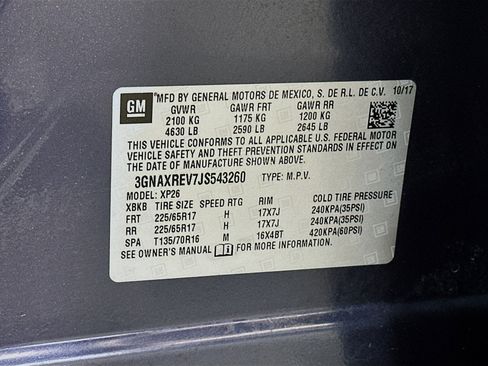 GM
®MFD BY GENERAL MOTORS DE MEXICO, S. DE R.L. DE C.V. 10/17
GVWR GAWR FRT GAWR RR
2100 KG 1175 KG 1200 KG
4630 LB 2590 LB 2645 LB
THIS VEHICLE CONFORMS TO ALL APPLICABLE U.S. FEDERAL MOTOR
VEHICLE SAFETY AND THEFT PREVENTION STANDARDS IN EFFECT ON
THE DATE OF MANUFACTURE SHOWN ABOVE.
3GNAXREV7JS543260 TYPE: M.P.V.
MODEL: XP26
XBKB TIRE SIZE SPEED RTG RIM COLD TIRE PRESSURE
FRT 225/65R17 H 17X7J 240KPA(35PSI)
RR 225/65R17 H 17X7J 240KPA(35PSI)
SPA T135/70R16 M 16X4BT 420KPA(60PSI)
SEE OWNER'S MANUAL FOR MORE INFORMATION.